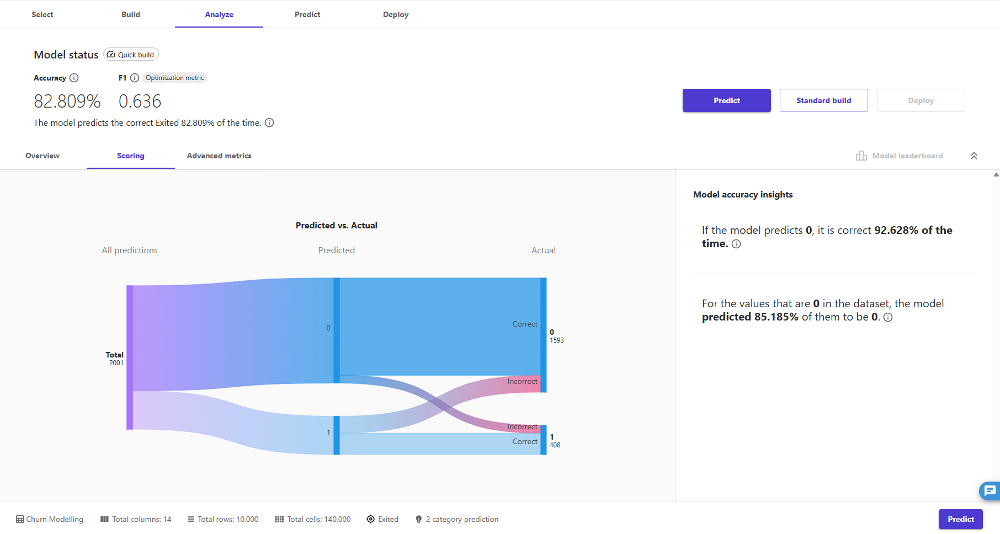 Select Build Analyze Predict Deploy
Model status Quick build
Accuracy F1 Optimization metric
82.809% 0.636
The model predicts the correct Exited 82.809% of the time.
Predict Standard build Deploy
Overview Scoring Advanced metrics Model leaderboard
Predicted vs. Actual
All predictions Predicted Actual
Total
2001
0
1
Correct
Incorrect
0
1593
Incorrect
Correct
1
408
Model accuracy insights
If the model predicts 0, it is correct 92.628% of the
time.
For the values that are 0 in the dataset, the model
predicted 85.185% of them to be 0.
Churn Modelling Total columns: 14 Total rows: 10,000 Total cells: 140,000 Exited 2 category prediction Predict